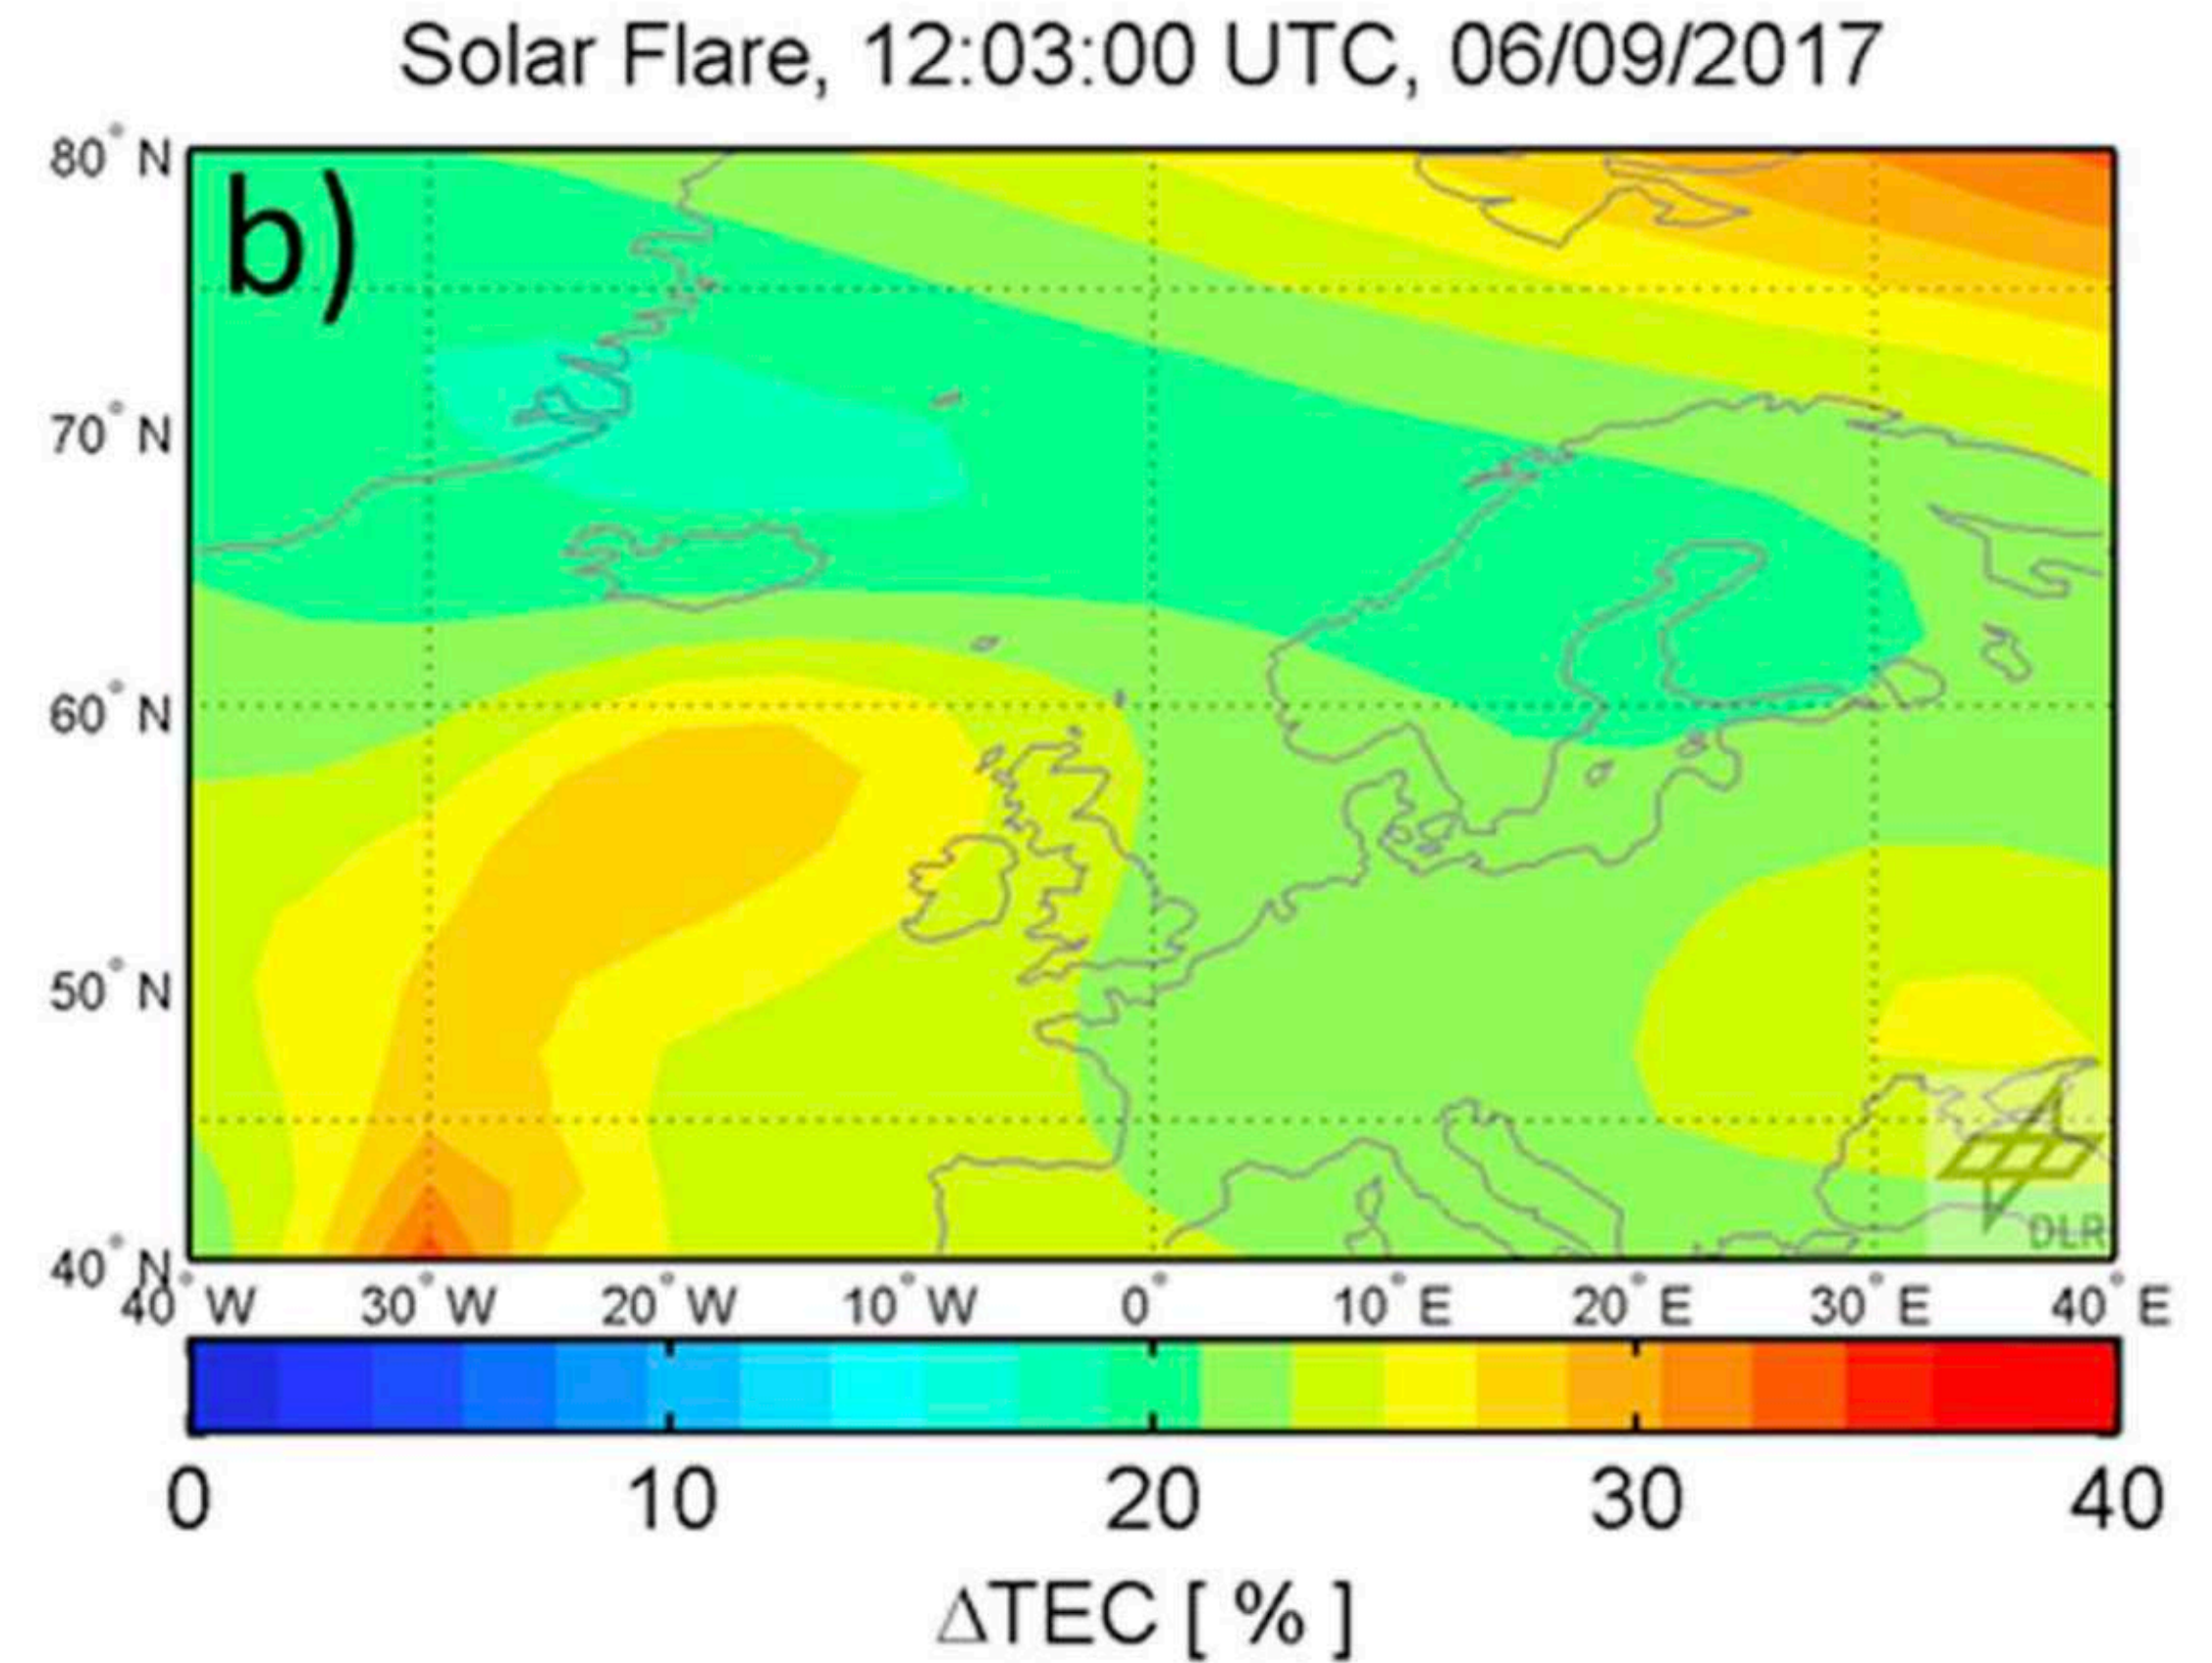 Solar Flare, 12:03:00 UTC, 06/09/2017
b)
80° N
70° N
60° N
50° N
40° N
40° W 30° W 20° W 10° W 0° 10° E 20° E 30° E 40° E
DLR
0 10 20 30 40
ΔTEC [ % ]